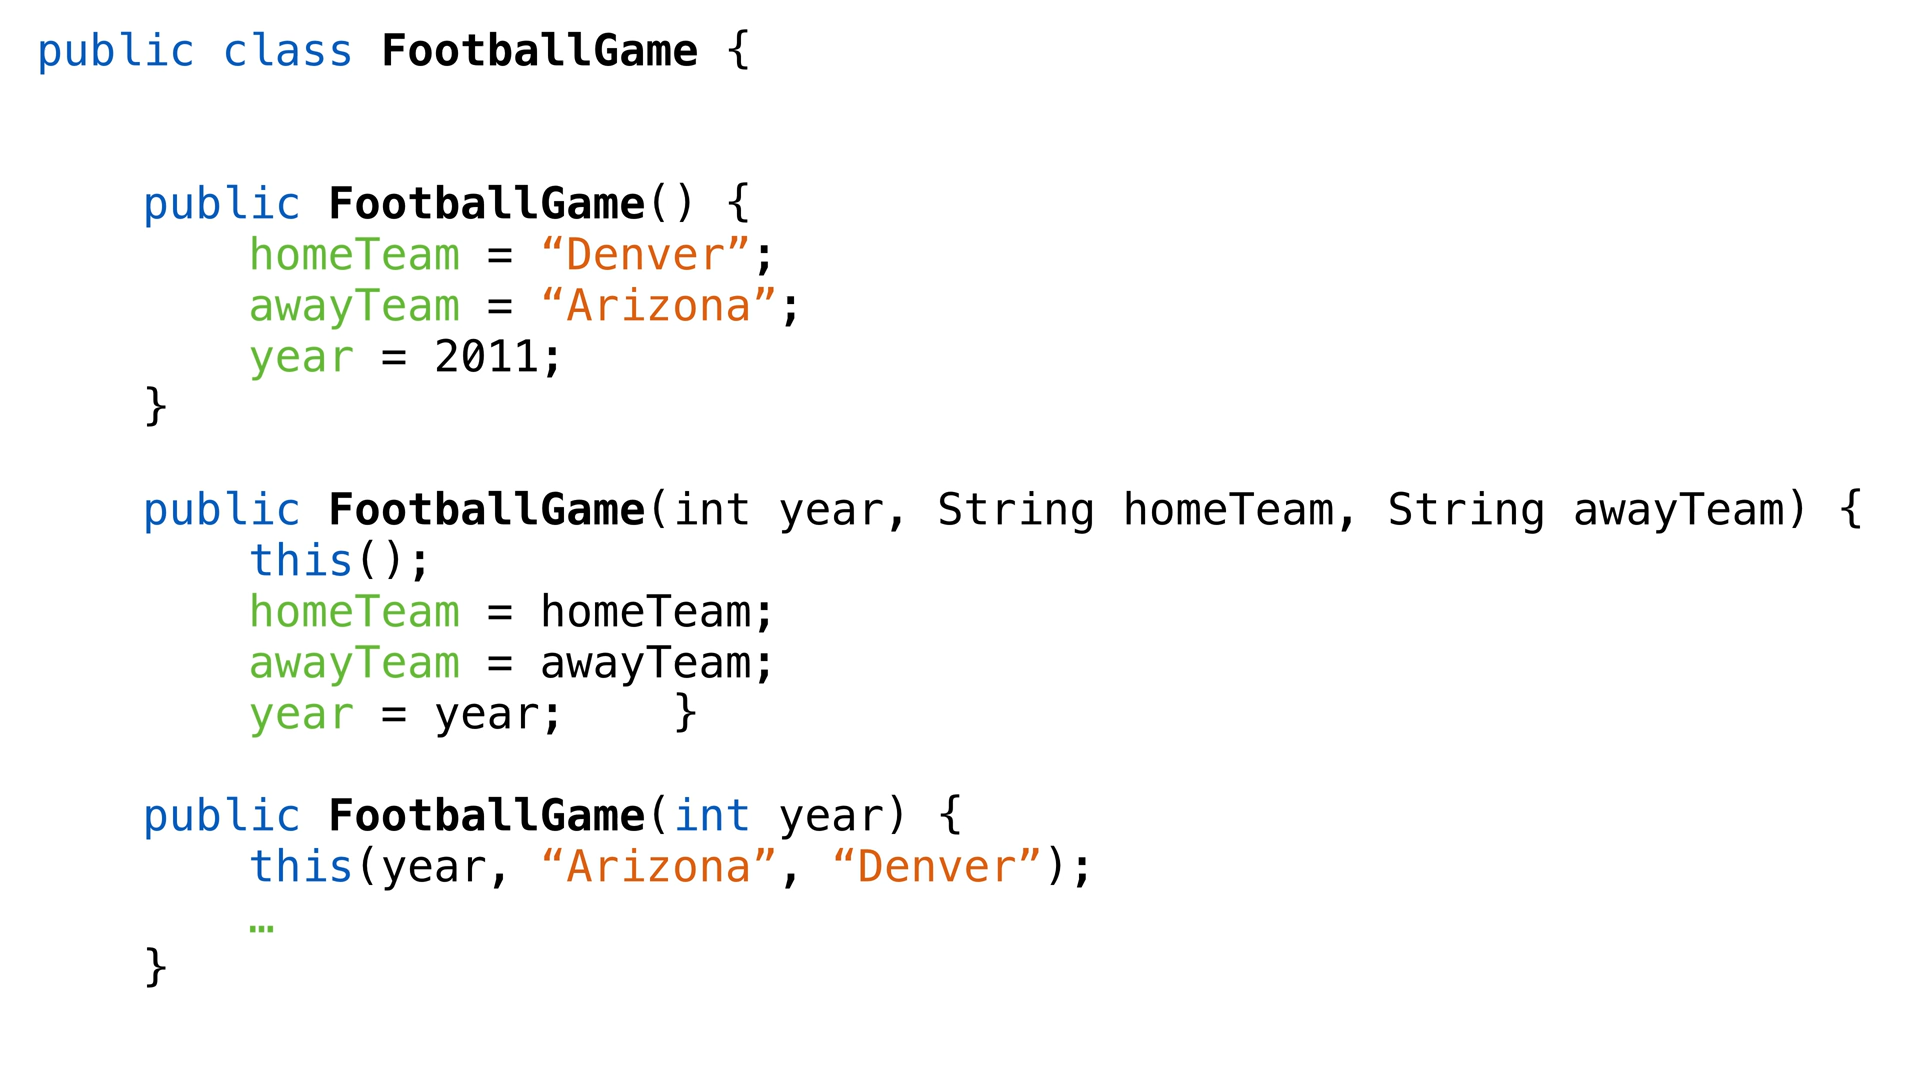 public class FootballGame {
public FootballGame() {
homeTeam = “Denver”;
awayTeam = “Arizona”;
year = 2011;
}
public FootballGame(int year, String homeTeam, String awayTeam) {
this();
homeTeam = homeTeam;
awayTeam = awayTeam;
year = year; }
public FootballGame(int year) {
this(year, “Arizona”, “Denver”);
…
}